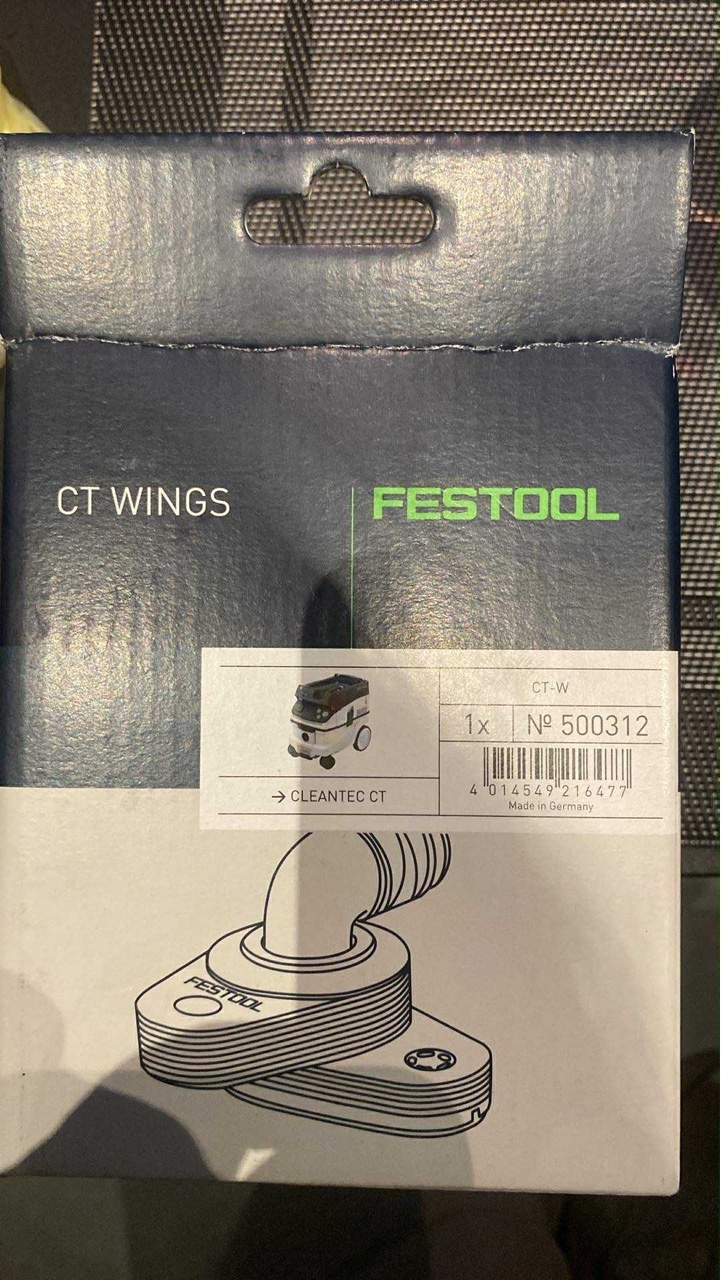 CT WINGS
FESTOOL
CT-W
1x
Nº 500312
4 014549 216477
Made in Germany
→ CLEANTEC CT
FESTOOL